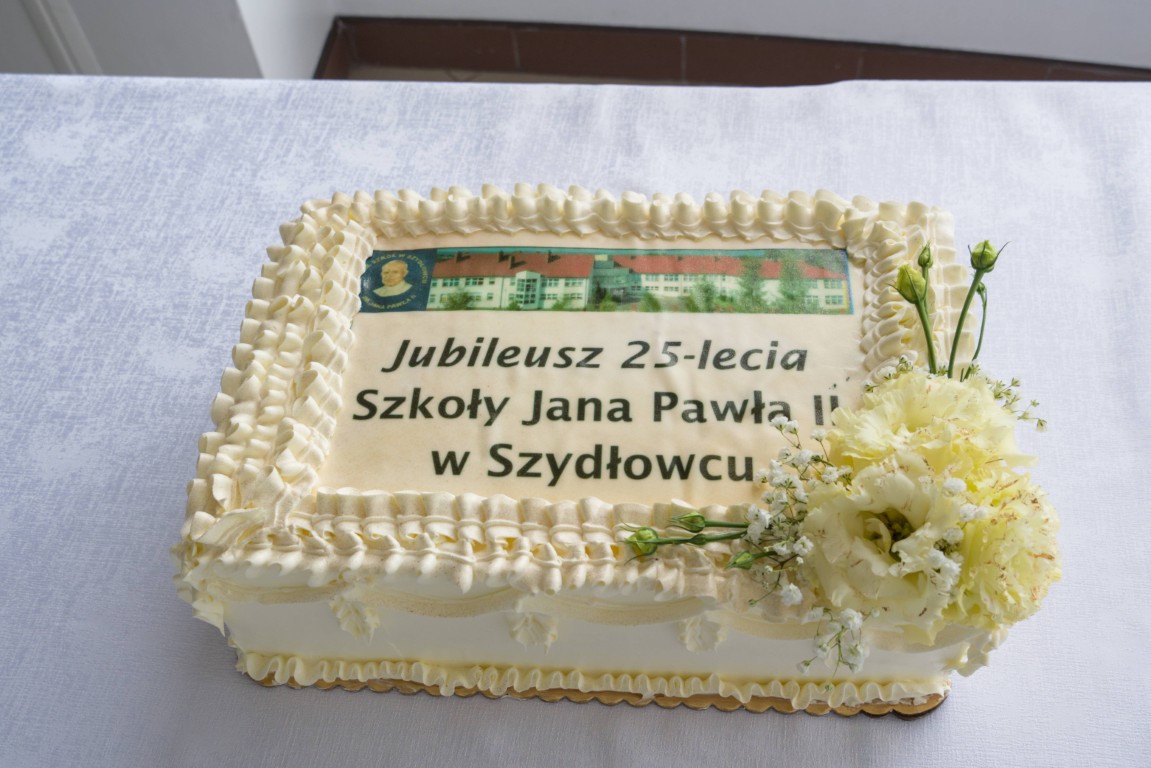 Jubileusz 25-lecia
Szkoły Jana Pawła II
w Szydłowcu